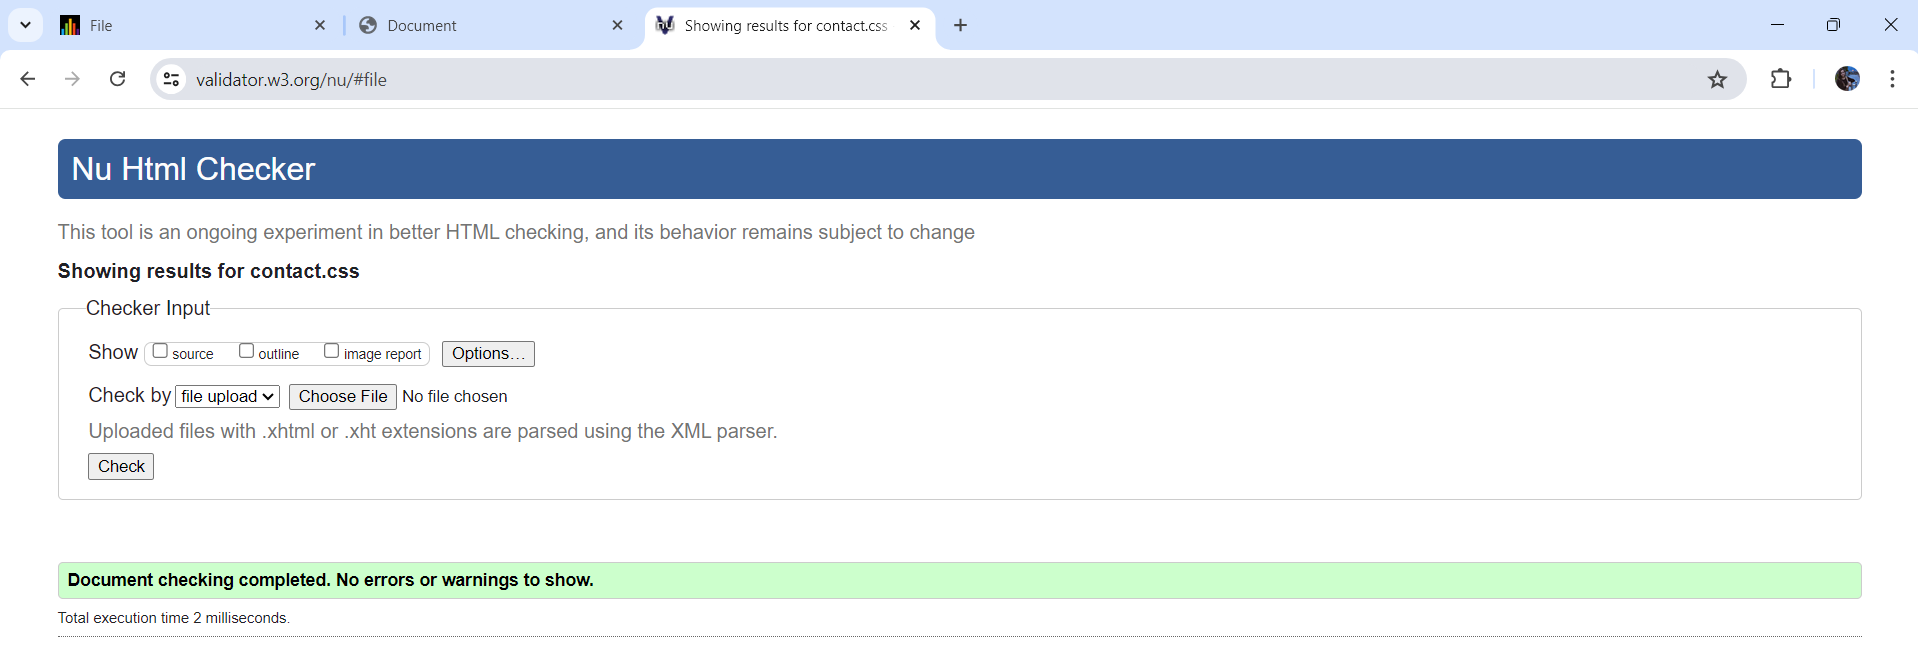 File
Document
Showing results for contact.css
validator.w3.org/nu/#file
Nu Html Checker
This tool is an ongoing experiment in better HTML checking, and its behavior remains subject to change
Showing results for contact.css
Checker Input
Show source outline image report Options…
Check by file upload Choose File No file chosen
Uploaded files with .xhtml or .xht extensions are parsed using the XML parser.
Check
Document checking completed. No errors or warnings to show.
Total execution time 2 milliseconds.